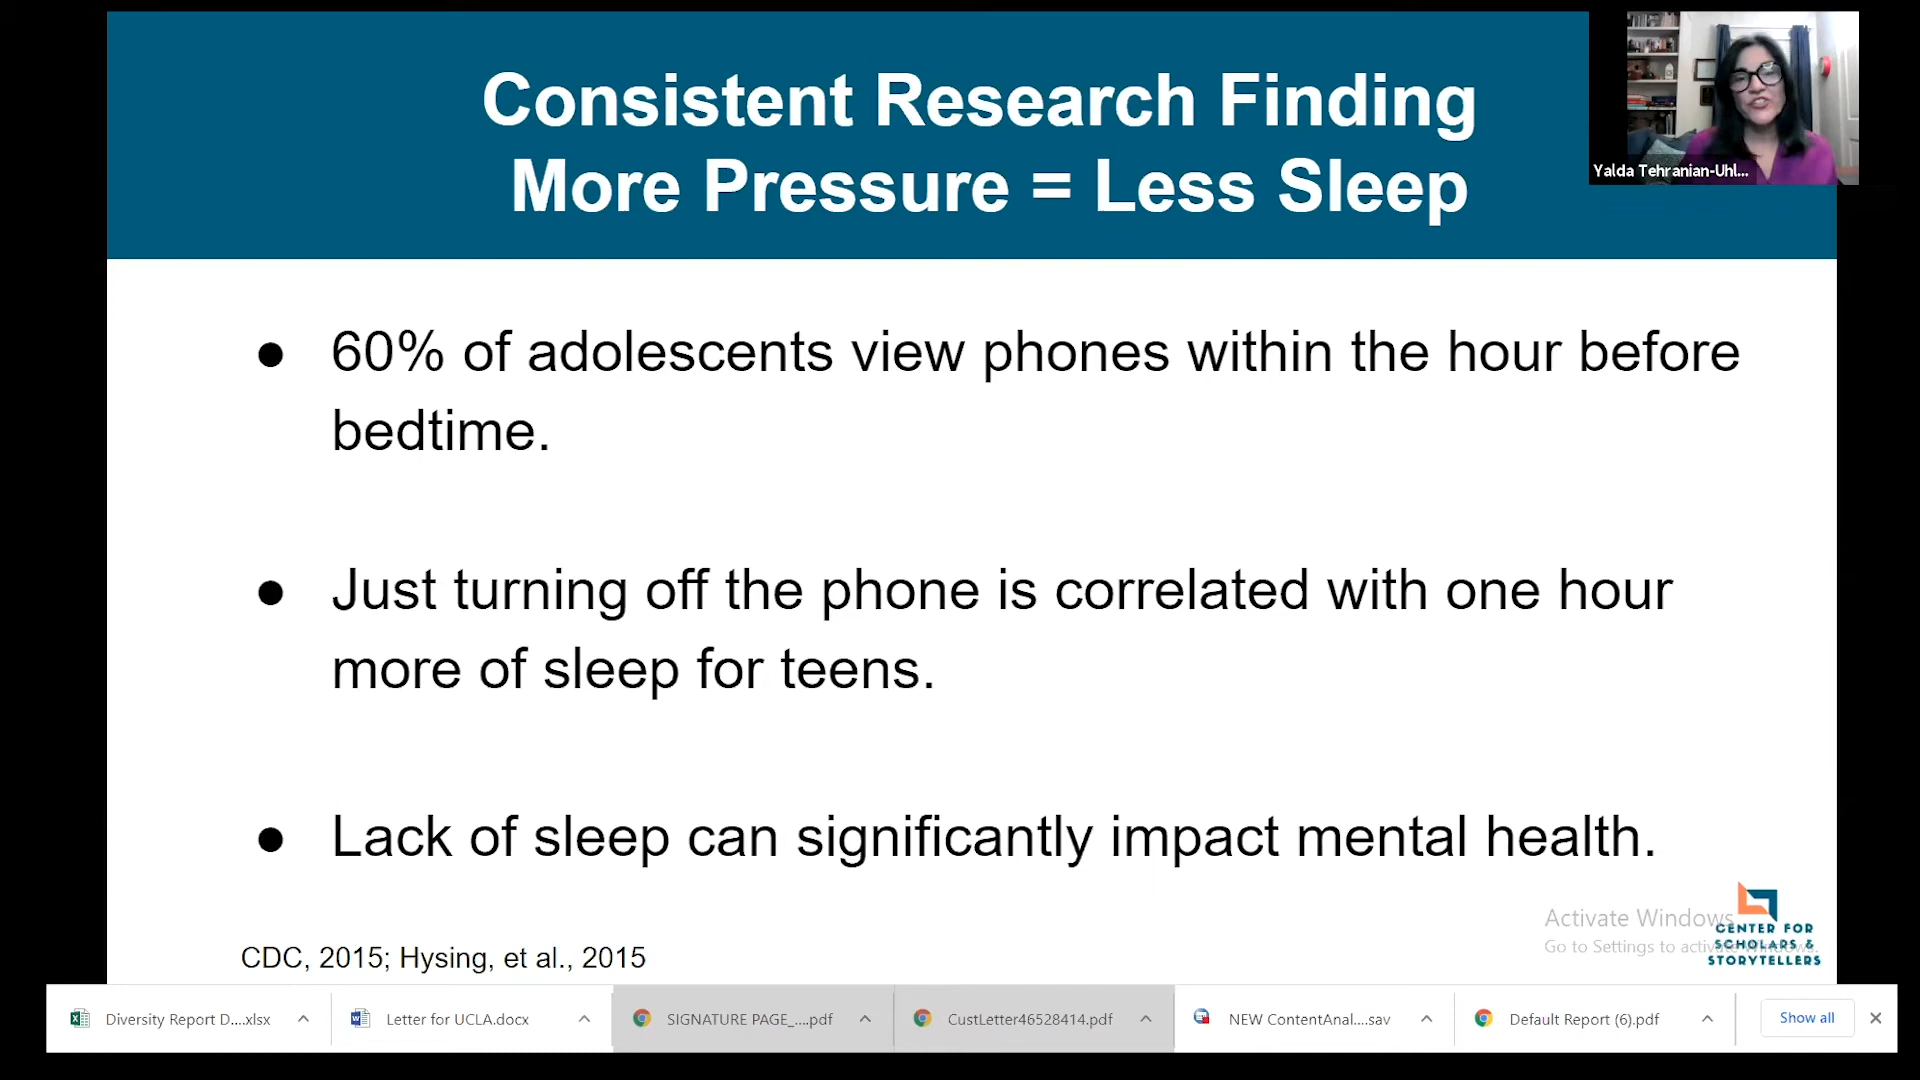 Consistent Research Finding
More Pressure = Less Sleep
Yalda Tehranian-Uhl...
● 60% of adolescents view phones within the hour before
bedtime.
● Just turning off the phone is correlated with one hour
more of sleep for teens.
● Lack of sleep can significantly impact mental health.
Activate Windows
Go to Settings to activate Windows.
CENTER FOR
SCHOLARS &
STORYTELLERS
CDC, 2015; Hysing, et al., 2015
Diversity Report D....xlsx
Letter for UCLA.docx
SIGNATURE PAGE_....pdf
CustLetter46528414.pdf
NEW ContentAnal....sav
Default Report (6).pdf
Show all